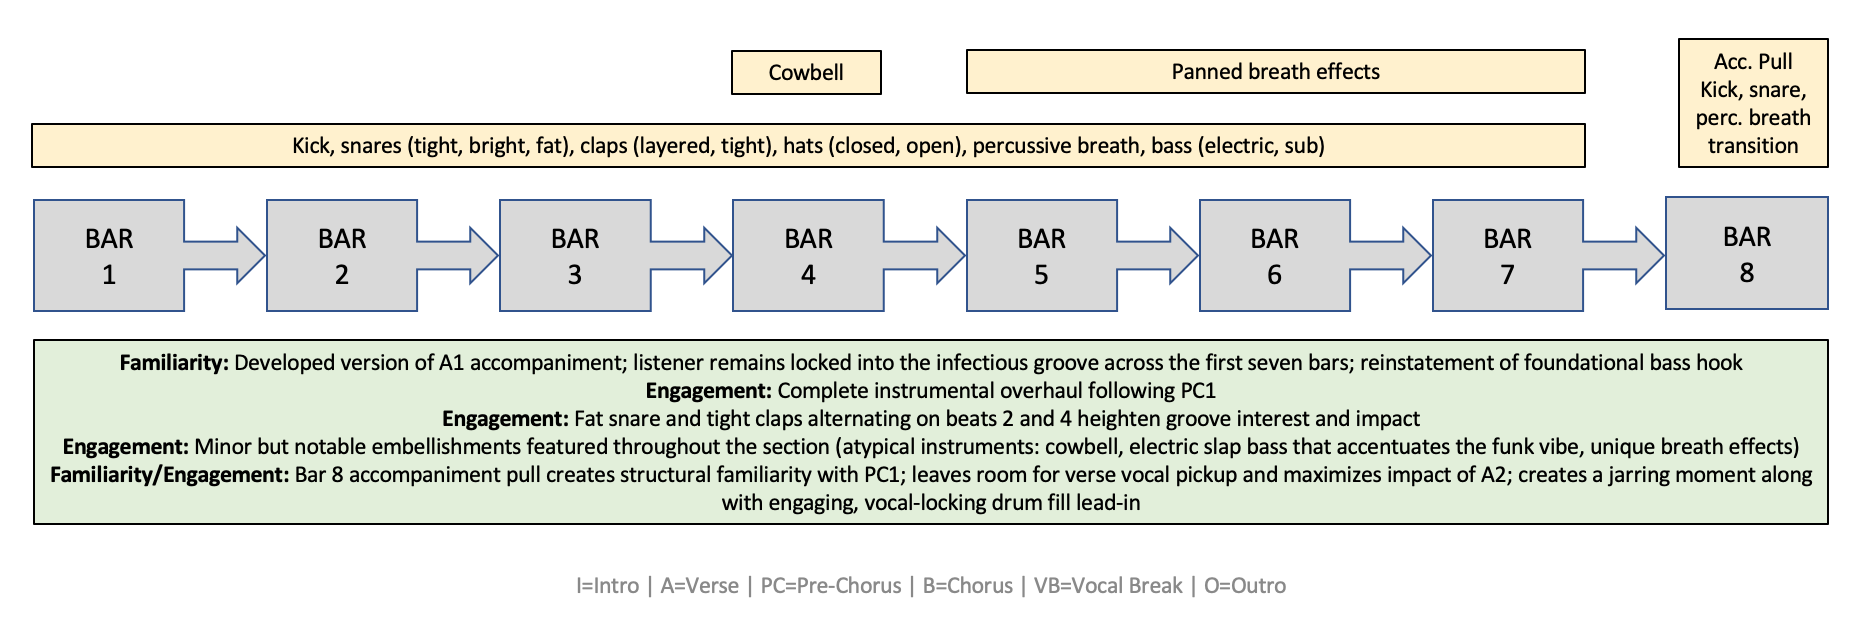 Cowbell
Panned breath effects
Acc. Pull
Kick, snare,
perc. breath
transition
Kick, snares (tight, bright, fat), claps (layered, tight), hats (closed, open), percussive breath, bass (electric, sub)
BAR
1
BAR
2
BAR
3
BAR
4
BAR
5
BAR
6
BAR
7
BAR
8
Familiarity: Developed version of A1 accompaniment; listener remains locked into the infectious groove across the first seven bars; reinstatement of foundational bass hook
Engagement: Complete instrumental overhaul following PC1
Engagement: Fat snare and tight claps alternating on beats 2 and 4 heighten groove interest and impact
Engagement: Minor but notable embellishments featured throughout the section (atypical instruments: cowbell, electric slap bass that accentuates the funk vibe, unique breath effects)
Familiarity/Engagement: Bar 8 accompaniment pull creates structural familiarity with PC1; leaves room for verse vocal pickup and maximizes impact of A2; creates a jarring moment along
with engaging, vocal-locking drum fill lead-in
I=Intro | A=Verse | PC=Pre-Chorus | B=Chorus | VB=Vocal Break | O=Outro